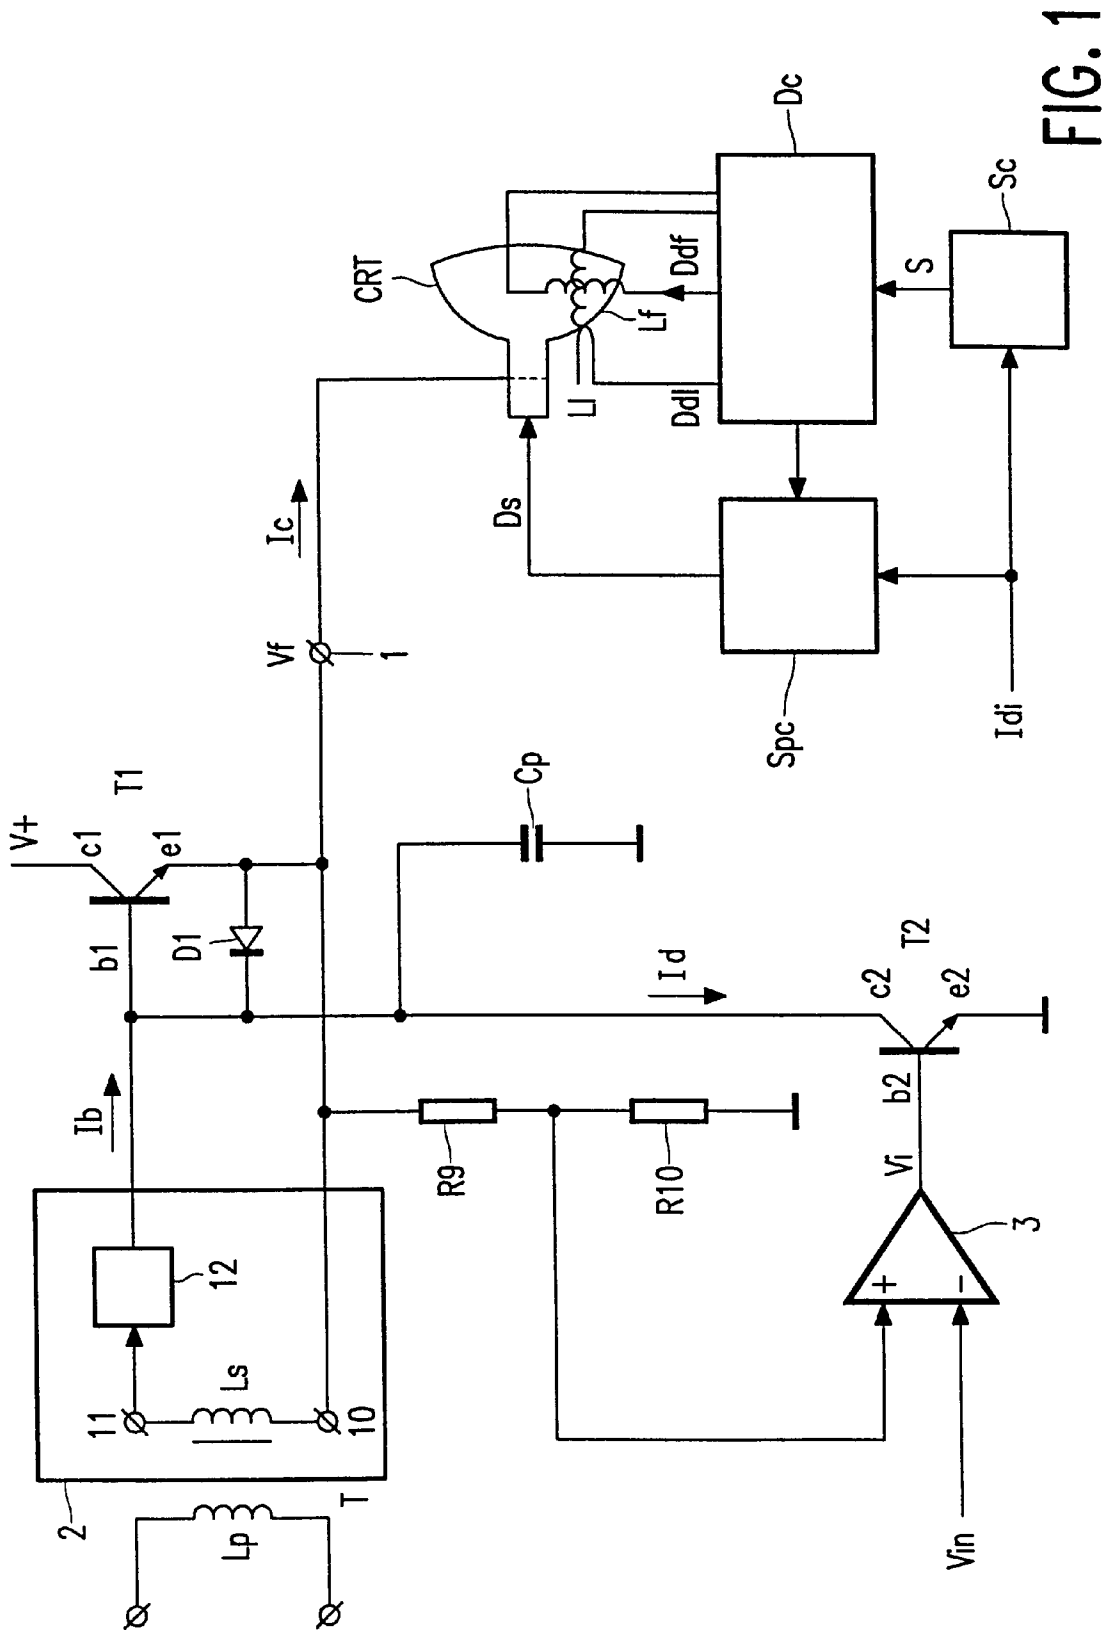 2
Lp
T
11
Ls
10
12
Ib
b1
V+
c1
T1
e1
D1
Vf
1
Ic
CRT
Ds
Ll
Lf
Ddl
Ddf
Dc
Spc
S
Sc
Idi
Cp
R9
R10
Id
c2
T2
e2
b2
Vi
3
+
-
Vin
FIG. 1